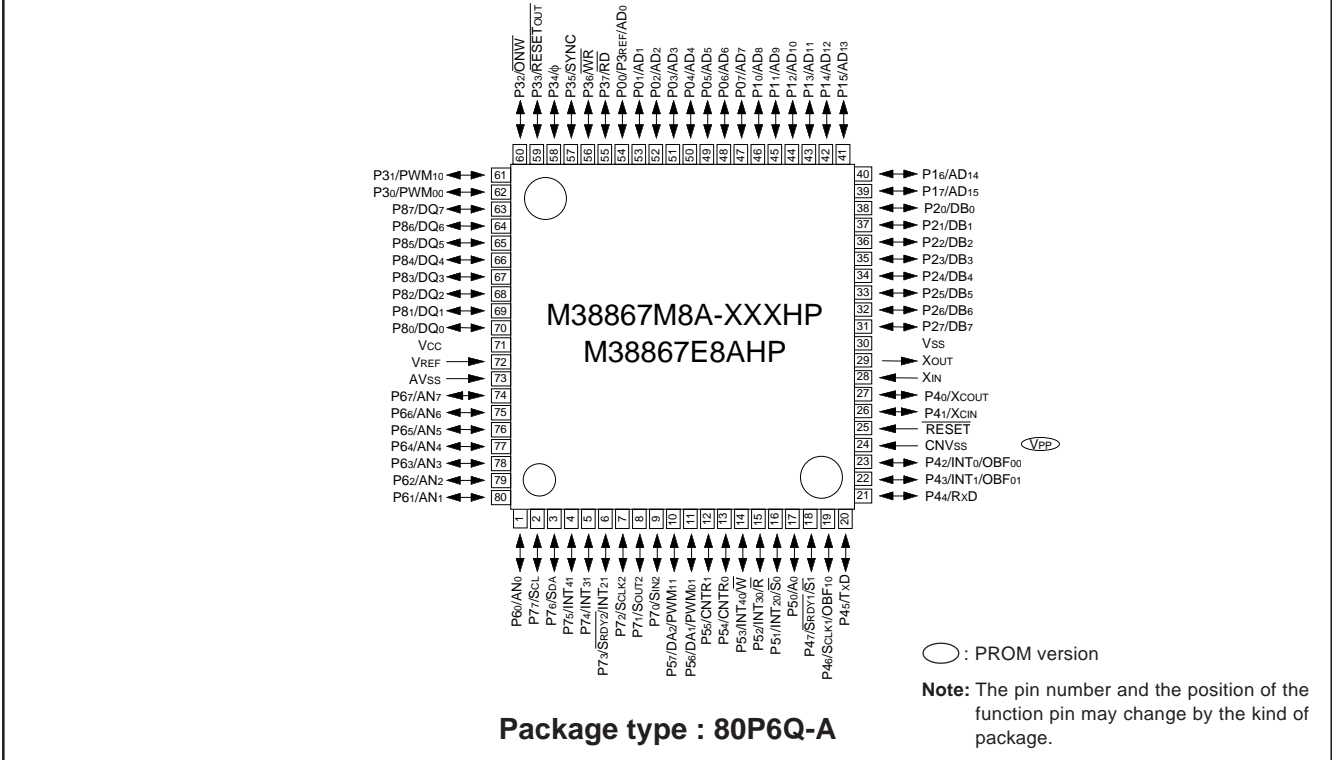 P32/ONW
P33/RESETOUT
P34/φ
P35/SYNC
P36/WR
P37/RD
P00/P3REF/AD0
P01/AD1
P02/AD2
P03/AD3
P04/AD4
P05/AD5
P06/AD6
P07/AD7
P10/AD8
P11/AD9
P12/AD10
P13/AD11
P14/AD12
P15/AD13
60 59 58 57 56 55 54 53 52 51 50 49 48 47 46 45 44 43 42 41
P31/PWM10 61
P30/PWM00 62
P87/DQ7 63
P86/DQ6 64
P85/DQ5 65
P84/DQ4 66
P83/DQ3 67
P82/DQ2 68
P81/DQ1 69
P80/DQ0 70
VCC 71
VREF 72
AVSS 73
P67/AN7 74
P66/AN6 75
P65/AN5 76
P64/AN4 77
P63/AN3 78
P62/AN2 79
P61/AN1 80
M38867M8A-XXXHP
M38867E8AHP
40 P16/AD14
39 P17/AD15
38 P20/DB0
37 P21/DB1
36 P22/DB2
35 P23/DB3
34 P24/DB4
33 P25/DB5
32 P26/DB6
31 P27/DB7
30 VSS
29 XOUT
28 XIN
27 P40/XCOUT
26 P41/XCIN
25 RESET
24 CNVSS VPP
23 P42/INT0/OBF00
22 P43/INT1/OBF01
21 P44/RXD
1 2 3 4 5 6 7 8 9 10 11 12 13 14 15 16 17 18 19 20
P60/AN0
P77/SCL
P76/SDA
P75/INT41
P74/INT31
P73/SRDY2/INT21
P72/SCLK2
P71/SOUT2
P70/SIN2
P57/DA2/PWM11
P56/DA1/PWM01
P55/CNTR1
P54/CNTR0
P53/INT40/W
P52/INT30/R
P51/INT20/S0
P50/A0
P47/SRDY1/S1
P46/SCLK1/OBF10
P45/TXD
: PROM version
Note: The pin number and the position of the
function pin may change by the kind of
package.
Package type : 80P6Q-A